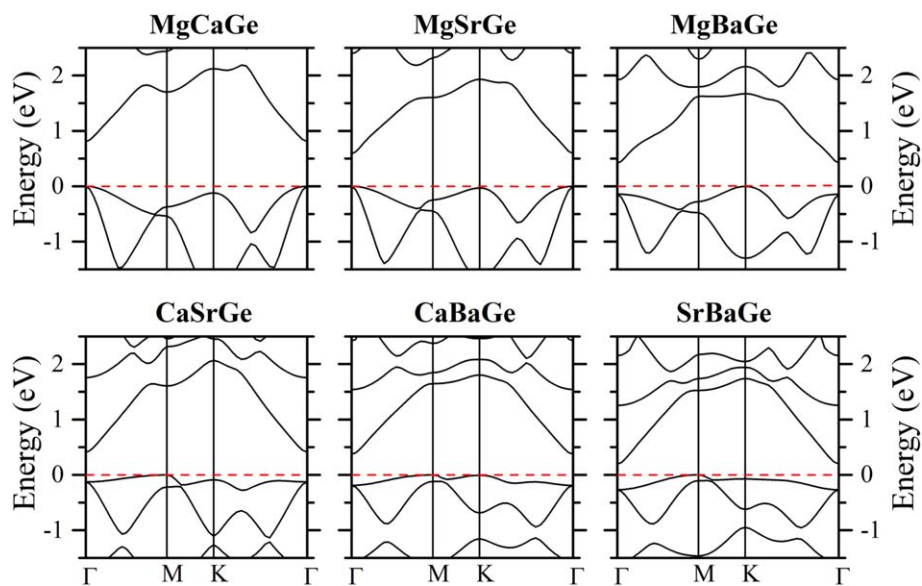 MgCaGe MgSrGe MgBaGe
Energy (eV)
2
1
0
-1
2
1
0
-1
Energy (eV)
CaSrGe CaBaGe SrBaGe
Energy (eV)
2
1
0
-1
2
1
0
-1
Energy (eV)
Γ M K Γ Γ M K Γ Γ M K Γ